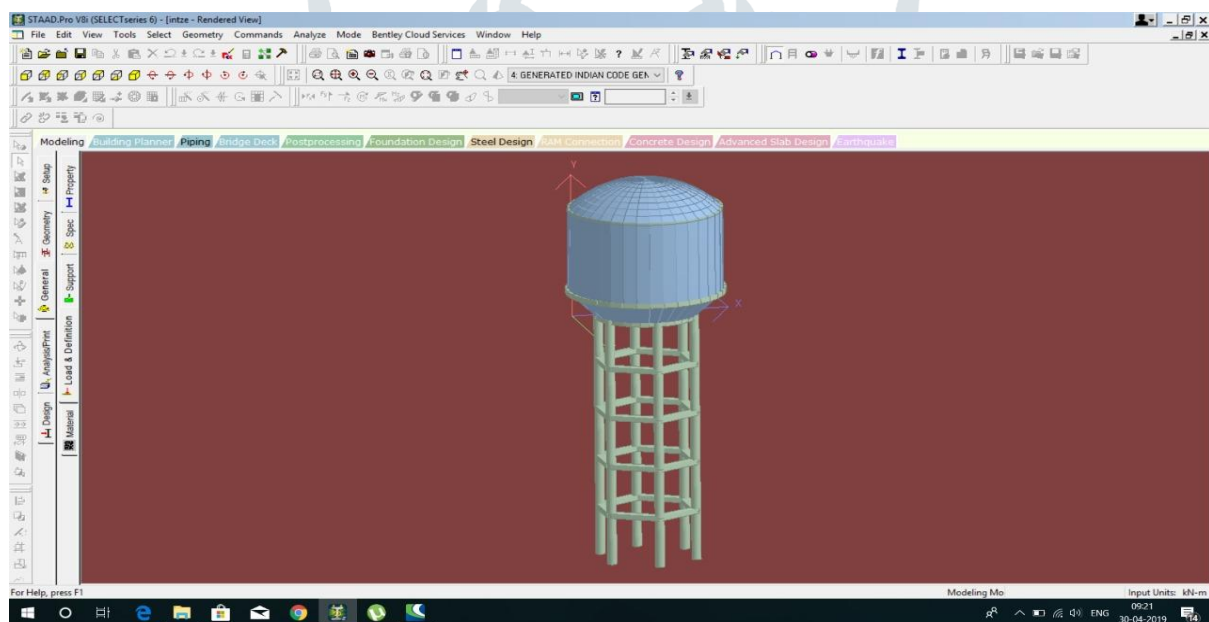 STAAD.Pro V8i (SELECTseries 6) - [intze - Rendered View]
File Edit View Tools Select Geometry Commands Analyze Mode Bentley Cloud Services Window Help
4: GENERATED INDIAN CODE GEN
Modeling Building Planner Piping Bridge Deck Postprocessing Foundation Design Steel Design RAM Connection Concrete Design Advanced Slab Design Earthquake
Setup
Geometry
General
Analysis/Print
Design
Property
Spec
Support
Load & Definition
Material
Y
X
For Help, press F1
Modeling Mo
Input Units: kN-m
ENG
09:21
30-04-2019
14